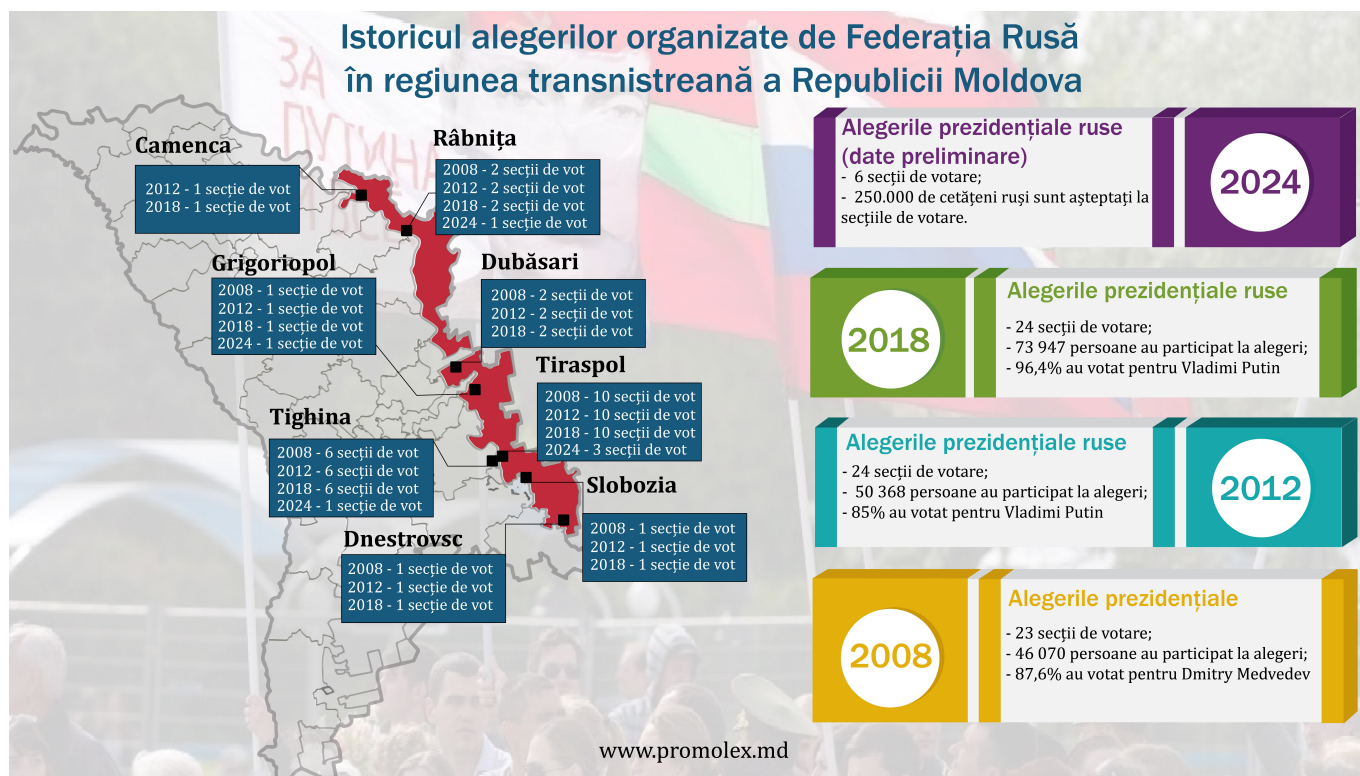 Istoricul alegerilor organizate de Federația Rusă
în regiunea transnistreană a Republicii Moldova
ЗА
ПУТИНА
Camenca
2012 - 1 secție de vot
2018 - 1 secție de vot
Râbnița
2008 - 2 secții de vot
2012 - 2 secții de vot
2018 - 2 secții de vot
2024 - 1 secție de vot
Grigoriopol
2008 - 1 secție de vot
2012 - 1 secție de vot
2018 - 1 secție de vot
2024 - 1 secție de vot
Dubăsari
2008 - 2 secții de vot
2012 - 2 secții de vot
2018 - 2 secții de vot
Tiraspol
2008 - 10 secții de vot
2012 - 10 secții de vot
2018 - 10 secții de vot
2024 - 3 secții de vot
Tighina
2008 - 6 secții de vot
2012 - 6 secții de vot
2018 - 6 secții de vot
2024 - 1 secție de vot
Slobozia
2008 - 1 secție de vot
2012 - 1 secție de vot
2018 - 1 secție de vot
Dnestrovsc
2008 - 1 secție de vot
2012 - 1 secție de vot
2018 - 1 secție de vot
Alegerile prezidențiale ruse
(date preliminare)
- 6 secții de votare;
- 250.000 de cetățeni ruși sunt așteptați la
secțiile de votare.
2024
2018
Alegerile prezidențiale ruse
- 24 secții de votare;
- 73 947 persoane au participat la alegeri;
- 96,4% au votat pentru Vladimi Putin
Alegerile prezidențiale ruse
- 24 secții de votare;
- 50 368 persoane au participat la alegeri;
- 85% au votat pentru Vladimi Putin
2012
2008
Alegerile prezidențiale
- 23 secții de votare;
- 46 070 persoane au participat la alegeri;
- 87,6% au votat pentru Dmitry Medvedev
www.promolex.md